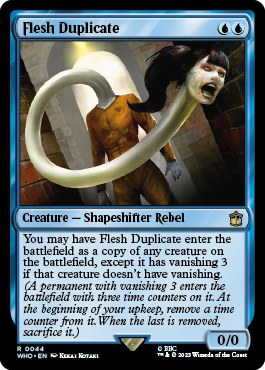 Flesh Duplicate
Creature — Shapeshifter Rebel
You may have Flesh Duplicate enter the
battlefield as a copy of any creature on
the battlefield, except it has vanishing 3
if that creature doesn't have vanishing.
(A permanent with vanishing 3 enters the
battlefield with three time counters on it. At
the beginning of your upkeep, remove a time
counter from it.When the last is removed,
sacrifice it.)
0/0
R 0044
WHO • EN KEKAI KOTAKI
© BBC
™ & © 2023 Wizards of the Coast